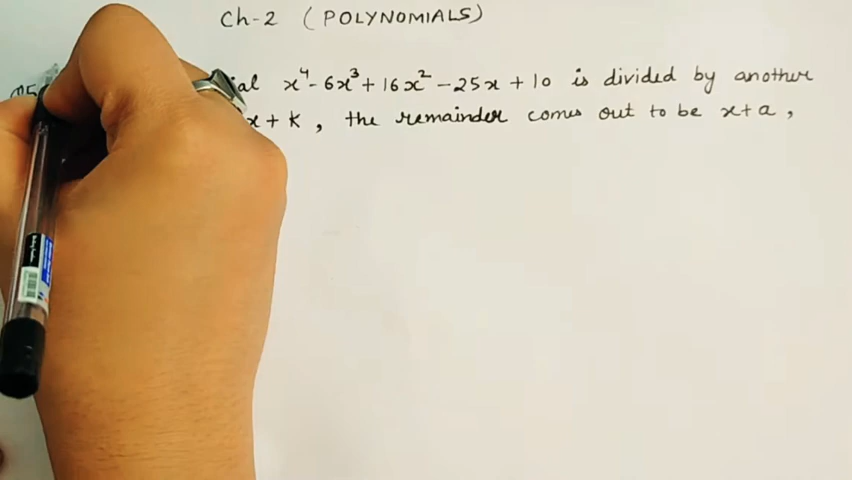 Ch-2 (POLYNOMIALS)
ial x⁴-6x³+16x²-25x+10 is divided by another
x+k, the remainder comes out to be x+a,